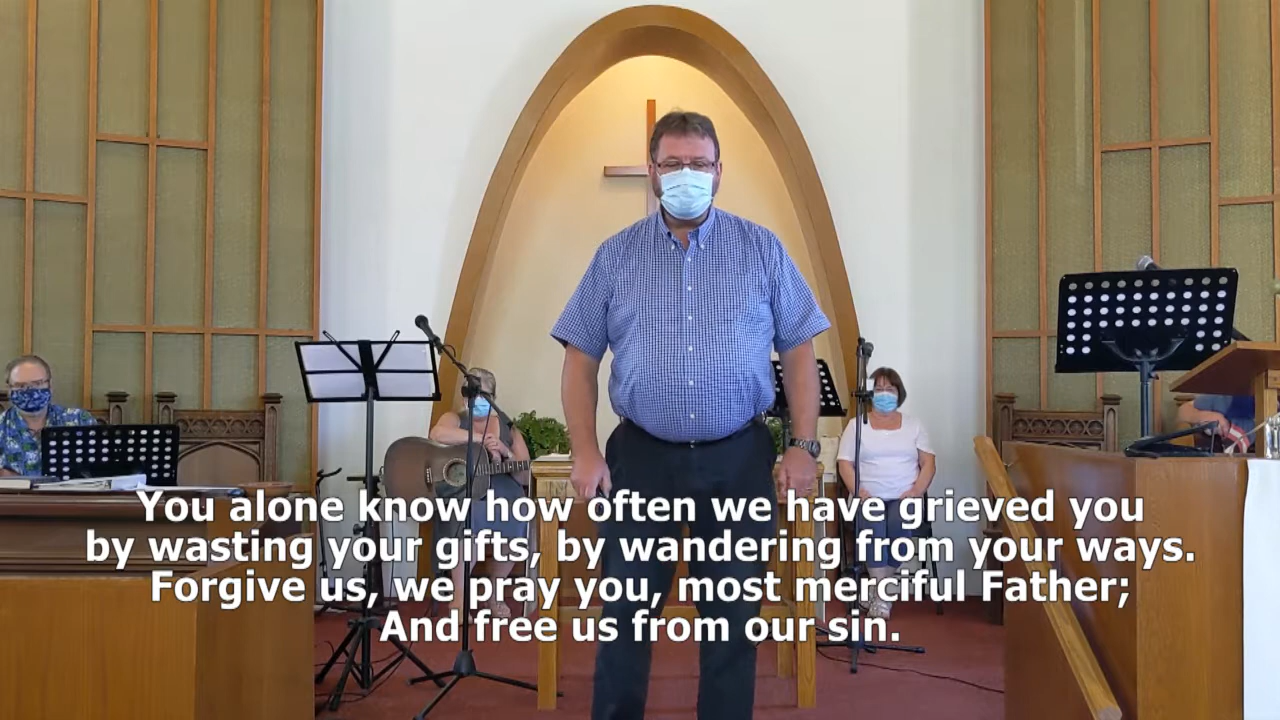 You alone know how often we have grieved you
by wasting your gifts, by wandering from your ways.
Forgive us, we pray you, most merciful Father;
And free us from our sin.